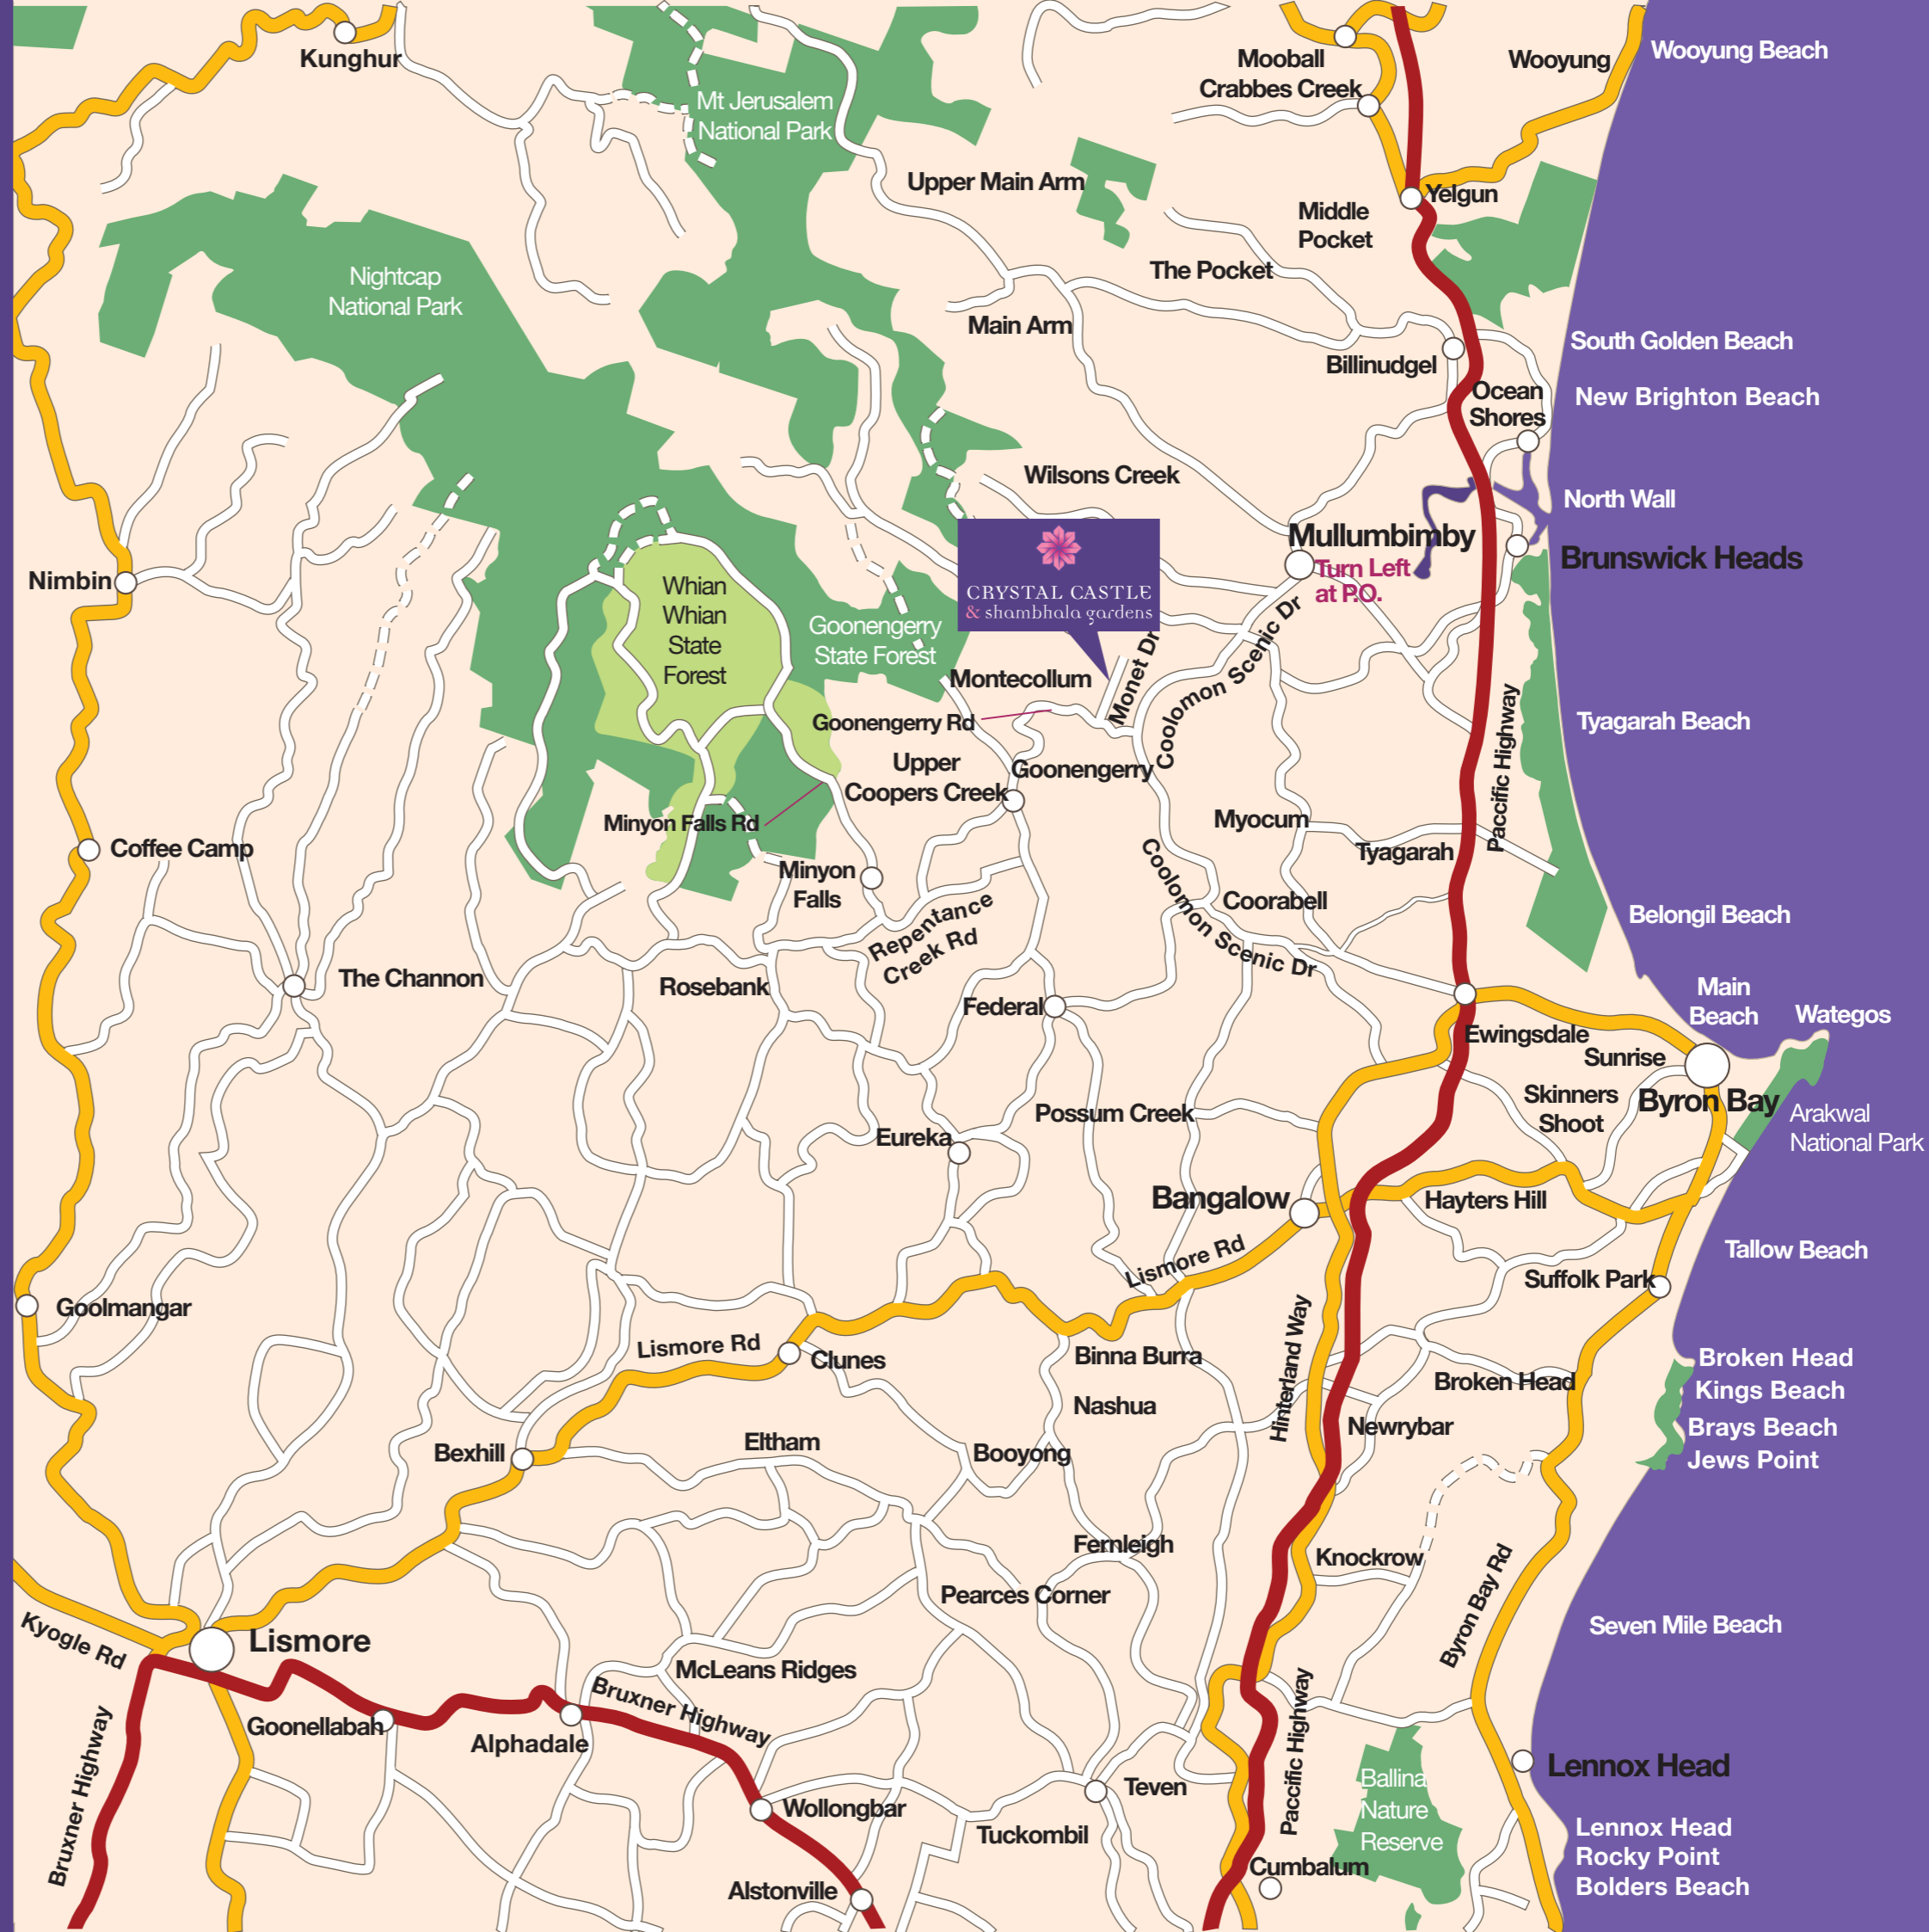 Kunghur
Mooball
Crabbes Creek
Wooyung
Wooyung Beach
Mt Jerusalem
National Park
Upper Main Arm
Yelgun
Middle
Pocket
Nightcap
National Park
The Pocket
Main Arm
Billinudgel
South Golden Beach
Ocean
Shores
New Brighton Beach
Wilsons Creek
North Wall
Mullumbimby
Turn Left
at P.O.
Brunswick Heads
CRYSTAL CASTLE
& shambhala gardens
Nimbin
Whian
Whian
State
Forest
Goonengerry
State Forest
Montecollum
Monet Dr
Coolomon Scenic Dr
Goonengerry Rd
Paccific Highway
Tyagarah Beach
Upper
Coopers Creek
Goonengerry
Minyon Falls Rd
Myocum
Tyagarah
Coffee Camp
Minyon
Falls
Coorabell
Coolomon Scenic Dr
Repentance
Creek Rd
Belongil Beach
The Channon
Rosebank
Federal
Main
Beach
Wategos
Ewingsdale
Sunrise
Skinners
Shoot
Byron Bay
Arakwal
National Park
Possum Creek
Eureka
Bangalow
Hayters Hill
Lismore Rd
Tallow Beach
Suffolk Park
Goolmangar
Lismore Rd
Clunes
Binna Burra
Hinterland Way
Broken Head
Broken Head
Kings Beach
Nashua
Newrybar
Brays Beach
Jews Point
Bexhill
Eltham
Booyong
Fernleigh
Knockrow
Byron Bay Rd
Pearces Corner
Seven Mile Beach
Kyogle Rd
Lismore
McLeans Ridges
Bruxner Highway
Goonellabah
Alphadale
Bruxner Highway
Paccific Highway
Lennox Head
Teven
Ballina
Nature
Reserve
Wollongbar
Tuckombil
Cumbalum
Alstonville
Lennox Head
Rocky Point
Bolders Beach